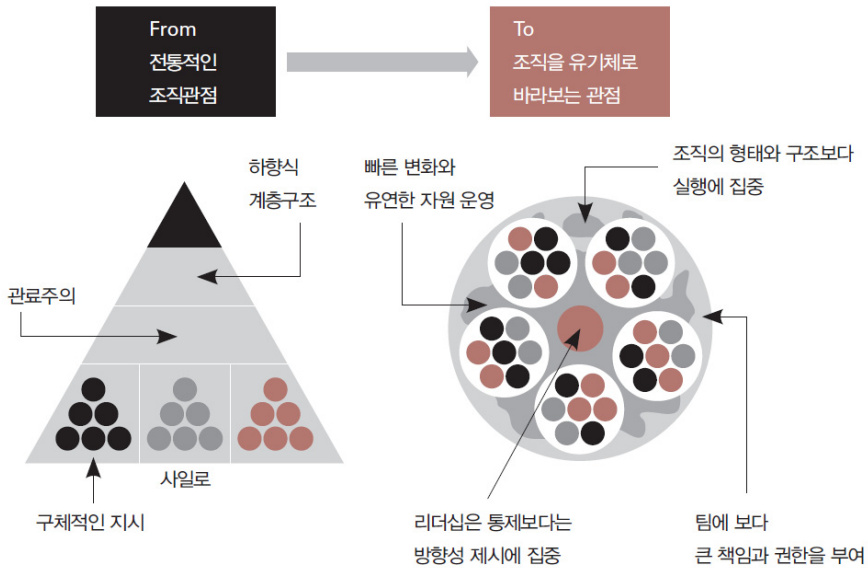 From
전통적인
조직관점
To
조직을 유기체로
바라보는 관점
하향식
계층구조
관료주의
사일로
구체적인 지시
빠른 변화와
유연한 자원 운영
조직의 형태와 구조보다
실행에 집중
리더십은 통제보다는
방향성 제시에 집중
팀에 보다
큰 책임과 권한을 부여